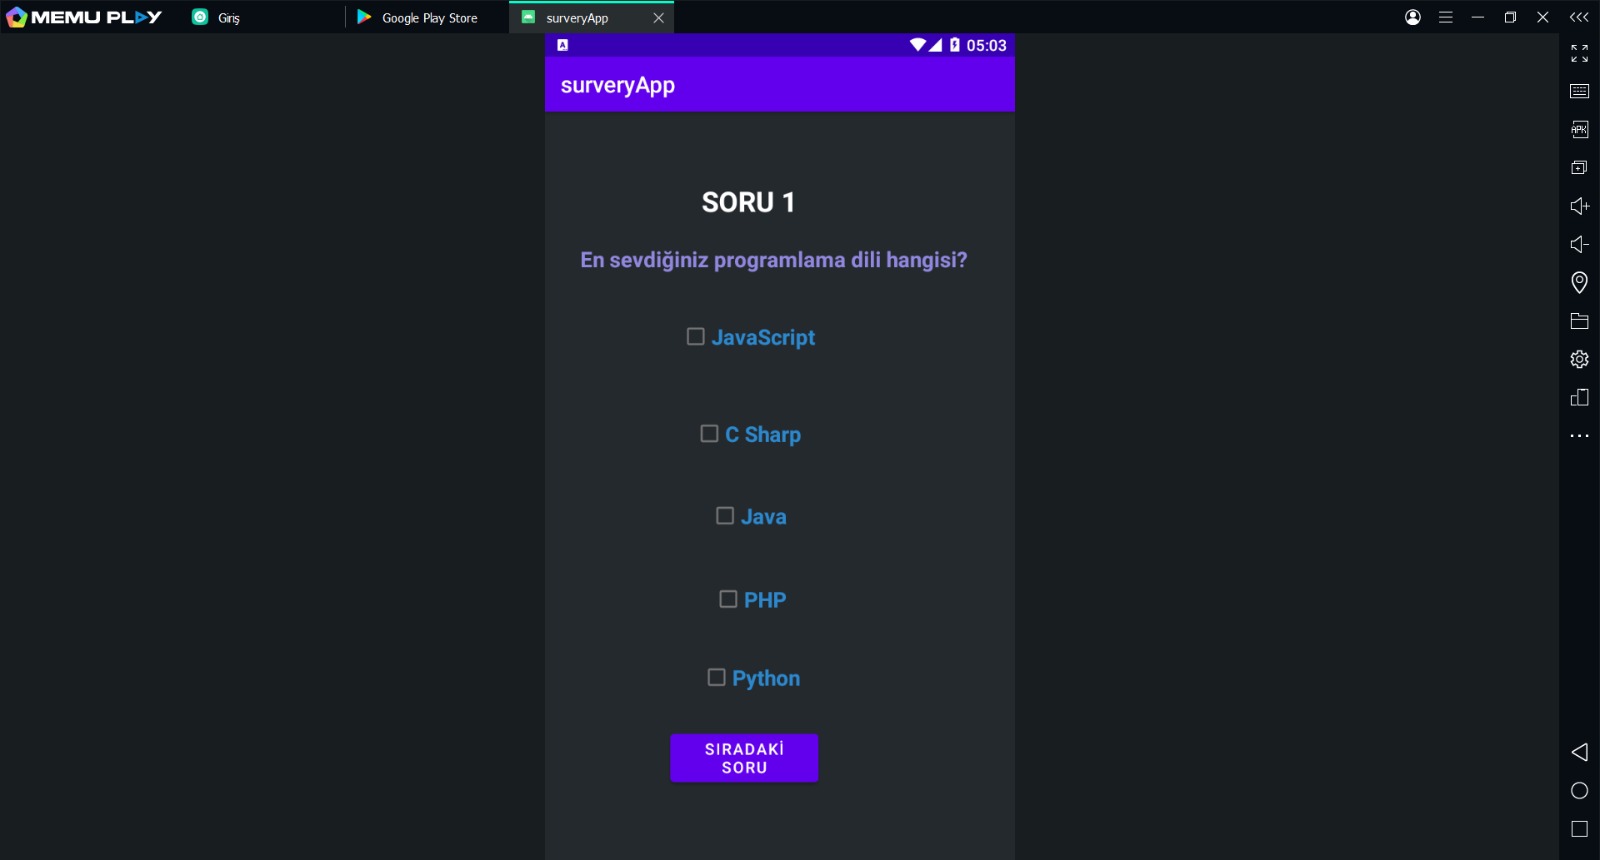 MEMU PLAY
Giriş
Google Play Store
surveryApp
A
05:03
surveryApp
APK
SORU 1
En sevdiğiniz programlama dili hangisi?
JavaScript
C Sharp
Java
PHP
Python
SIRADAKİ
SORU